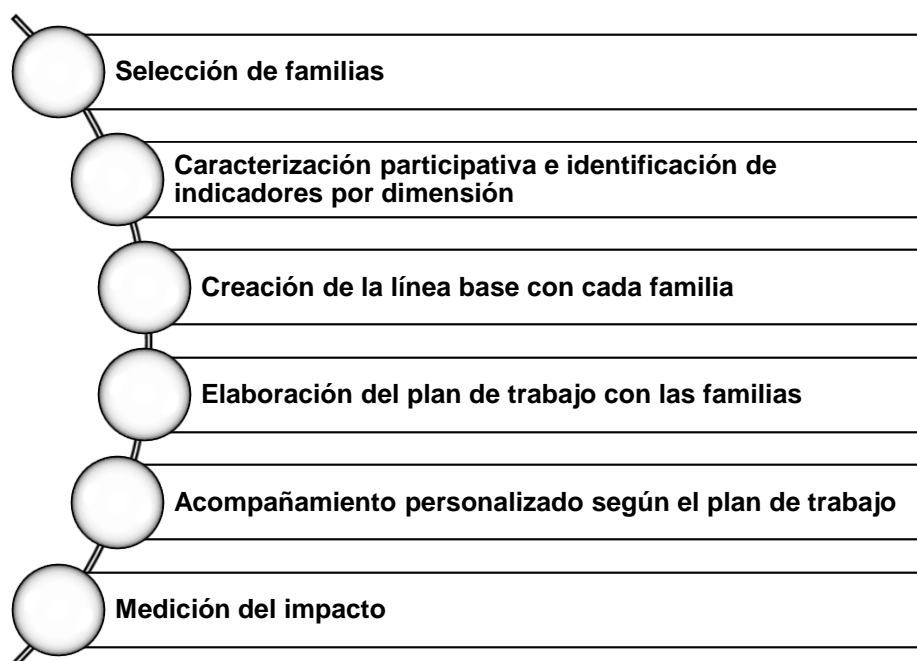 Selección de familias
Caracterización participativa e identificación de
indicadores por dimensión
Creación de la línea base con cada familia
Elaboración del plan de trabajo con las familias
Acompañamiento personalizado según el plan de trabajo
Medición del impacto